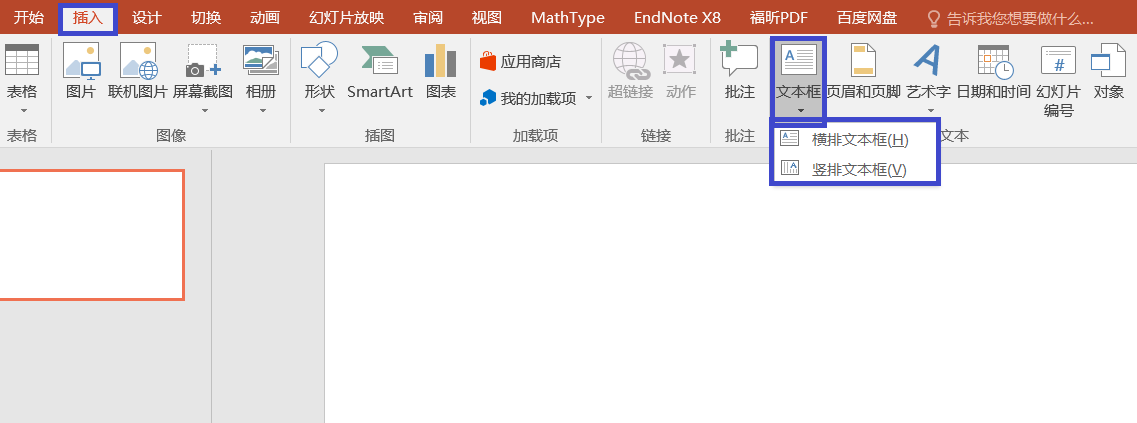 开始 插入 设计 切换 动画 幻灯片放映 审阅 视图 MathType EndNote X8 福昕PDF 百度网盘 告诉我您想要做什么...
应用商店
我的加载项
表格 图片 联机图片 屏幕截图 相册 形状 SmartArt 图表 超链接 动作 批注 文本框 页眉和页脚 艺术字 日期和时间 幻灯片 对象
编号
表格 图像 插图 加载项 链接 批注 文本
横排文本框(H)
竖排文本框(V)